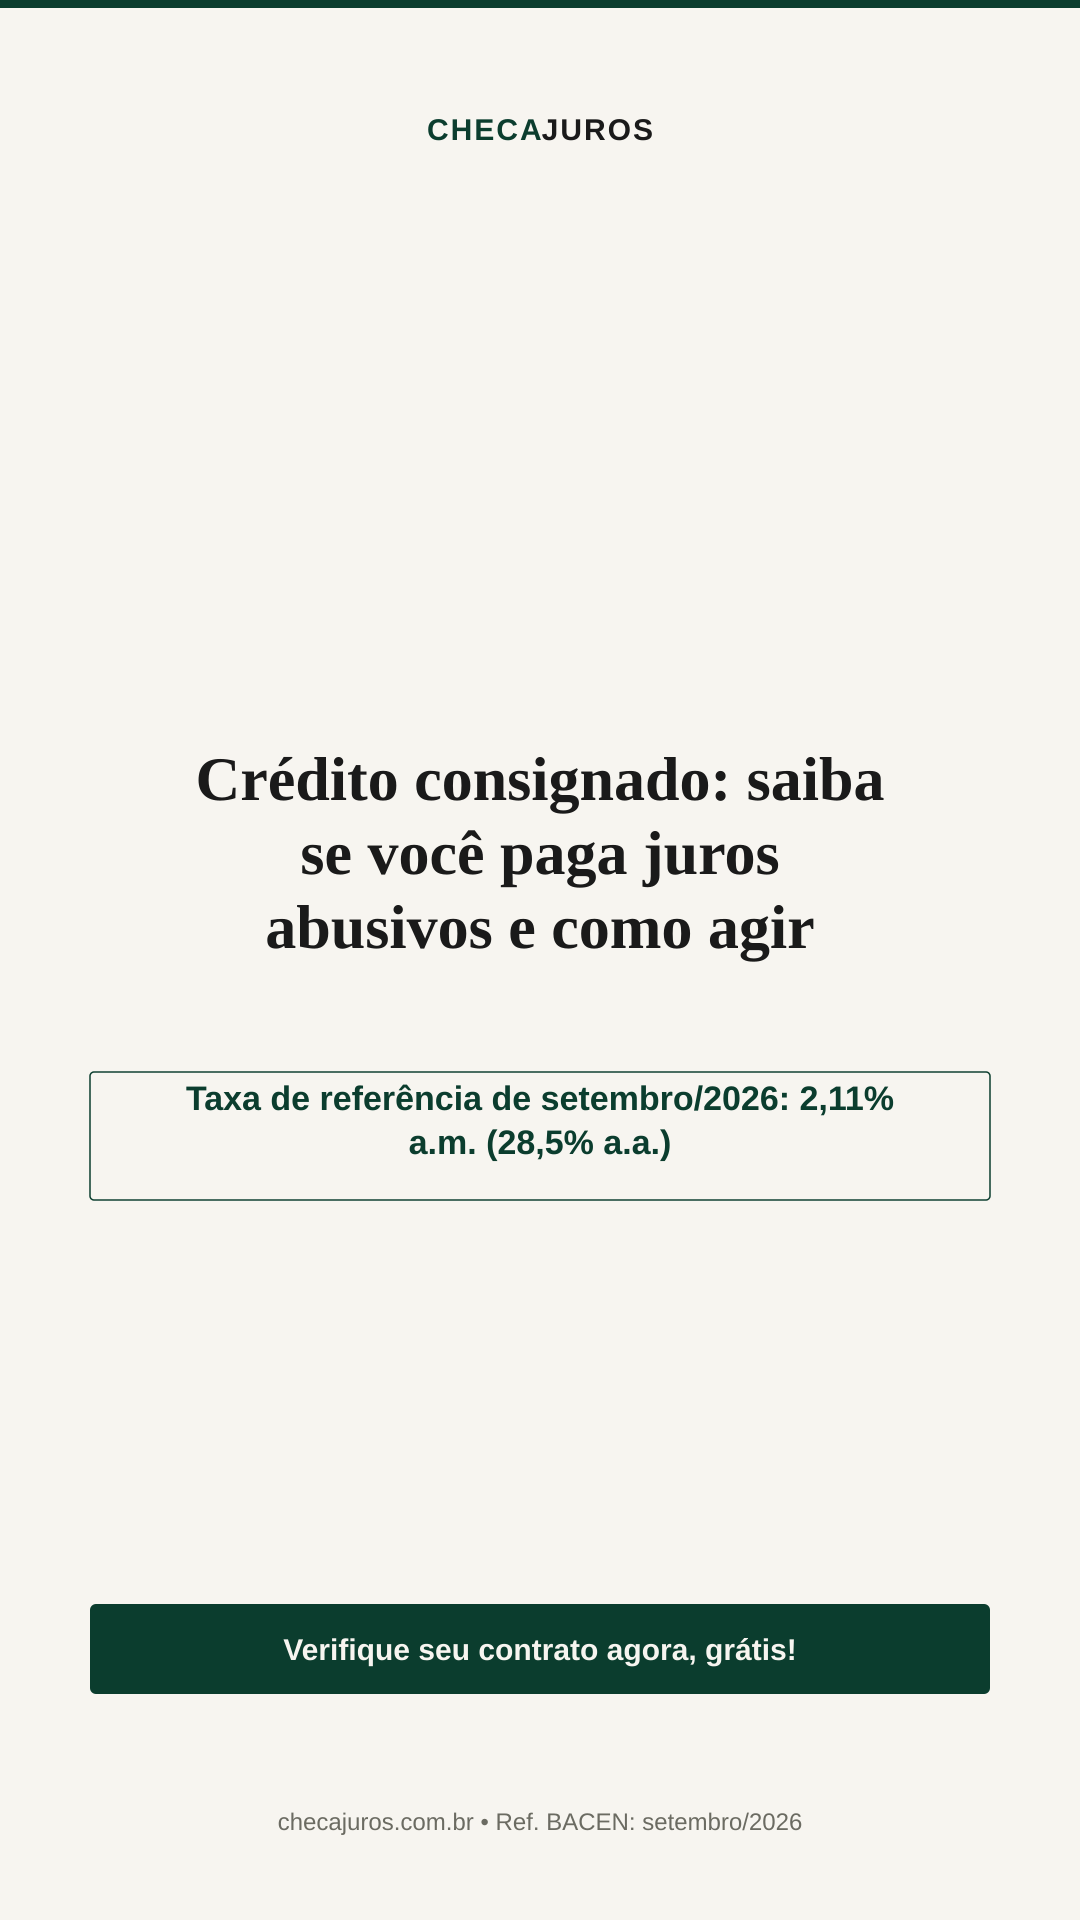 CHECAJUROS
Crédito consignado: saiba
se você paga juros
abusivos e como agir
Taxa de referência de setembro/2026: 2,11%
a.m. (28,5% a.a.)
Verifique seu contrato agora, grátis!
checajuros.com.br • Ref. BACEN: setembro/2026